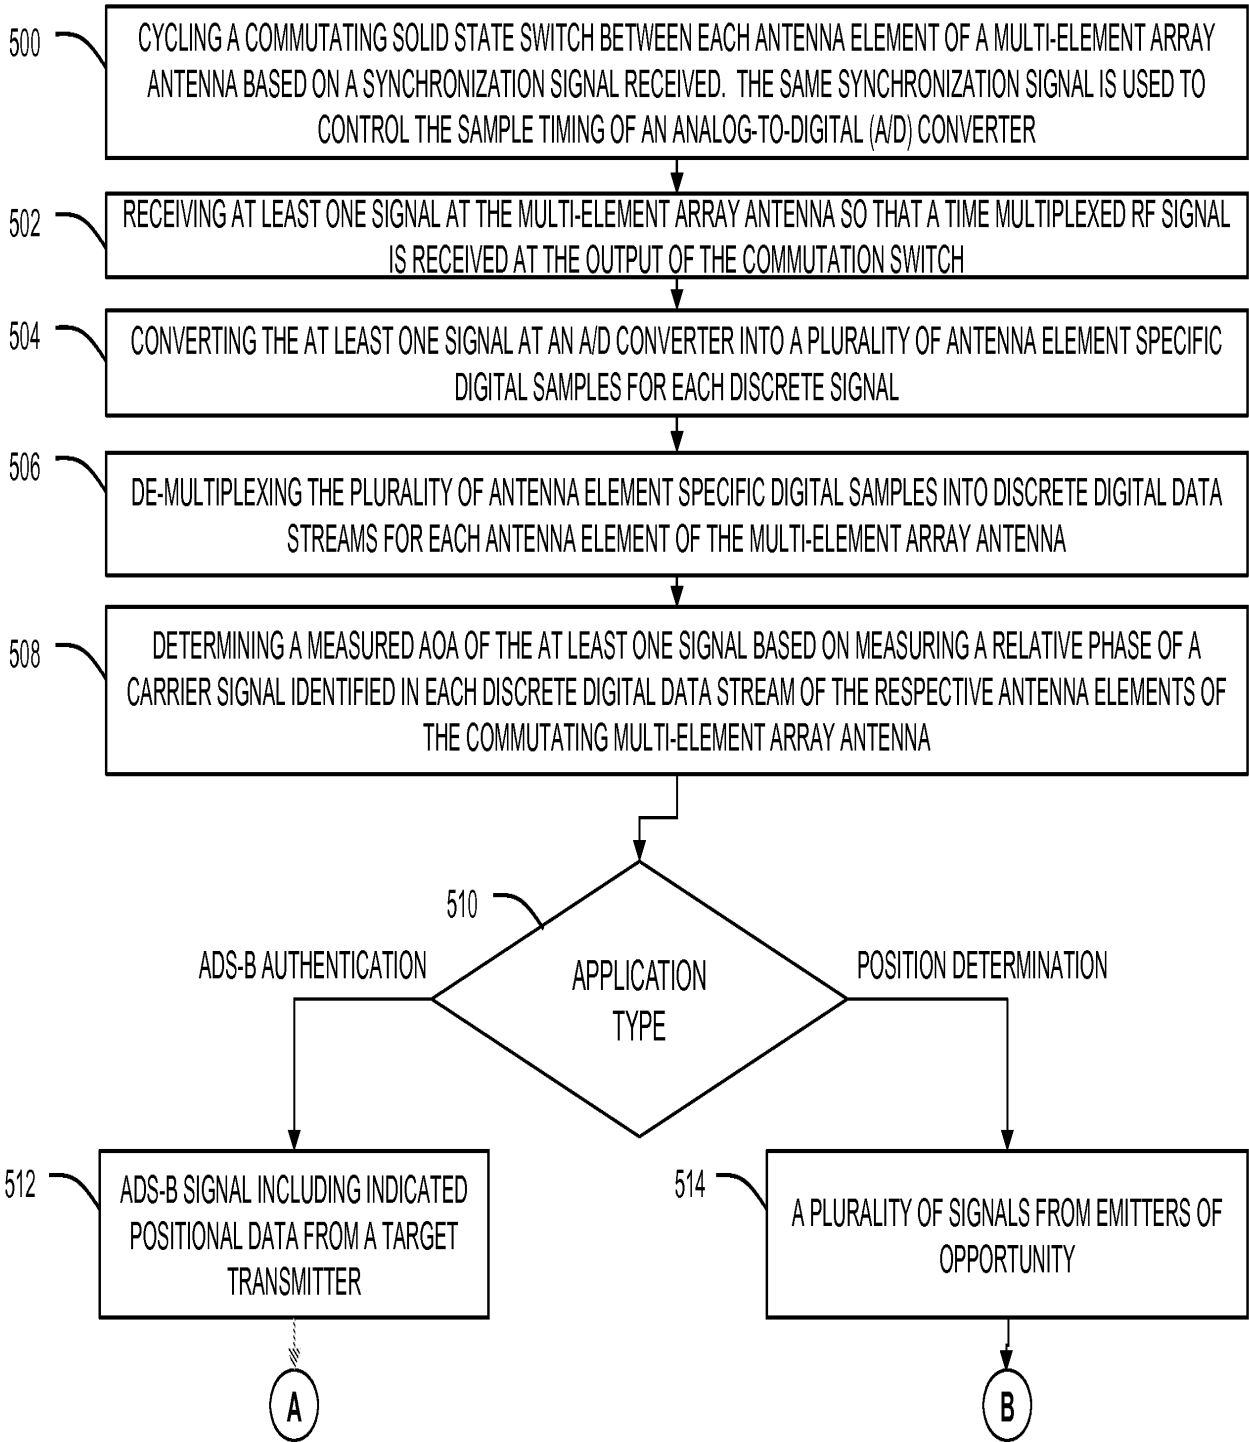 500
CYCLING A COMMUTATING SOLID STATE SWITCH BETWEEN EACH ANTENNA ELEMENT OF A MULTI-ELEMENT ARRAY
ANTENNA BASED ON A SYNCHRONIZATION SIGNAL RECEIVED. THE SAME SYNCHRONIZATION SIGNAL IS USED TO
CONTROL THE SAMPLE TIMING OF AN ANALOG-TO-DIGITAL (A/D) CONVERTER
502
RECEIVING AT LEAST ONE SIGNAL AT THE MULTI-ELEMENT ARRAY ANTENNA SO THAT A TIME MULTIPLEXED RF SIGNAL
IS RECEIVED AT THE OUTPUT OF THE COMMUTATION SWITCH
504
CONVERTING THE AT LEAST ONE SIGNAL AT AN A/D CONVERTER INTO A PLURALITY OF ANTENNA ELEMENT SPECIFIC
DIGITAL SAMPLES FOR EACH DISCRETE SIGNAL
506
DE-MULTIPLEXING THE PLURALITY OF ANTENNA ELEMENT SPECIFIC DIGITAL SAMPLES INTO DISCRETE DIGITAL DATA
STREAMS FOR EACH ANTENNA ELEMENT OF THE MULTI-ELEMENT ARRAY ANTENNA
508
DETERMINING A MEASURED AOA OF THE AT LEAST ONE SIGNAL BASED ON MEASURING A RELATIVE PHASE OF A
CARRIER SIGNAL IDENTIFIED IN EACH DISCRETE DIGITAL DATA STREAM OF THE RESPECTIVE ANTENNA ELEMENTS OF
THE COMMUTATING MULTI-ELEMENT ARRAY ANTENNA
510
APPLICATION
TYPE
ADS-B AUTHENTICATION
POSITION DETERMINATION
512
ADS-B SIGNAL INCLUDING INDICATED
POSITIONAL DATA FROM A TARGET
TRANSMITTER
514
A PLURALITY OF SIGNALS FROM EMITTERS OF
OPPORTUNITY
A
B